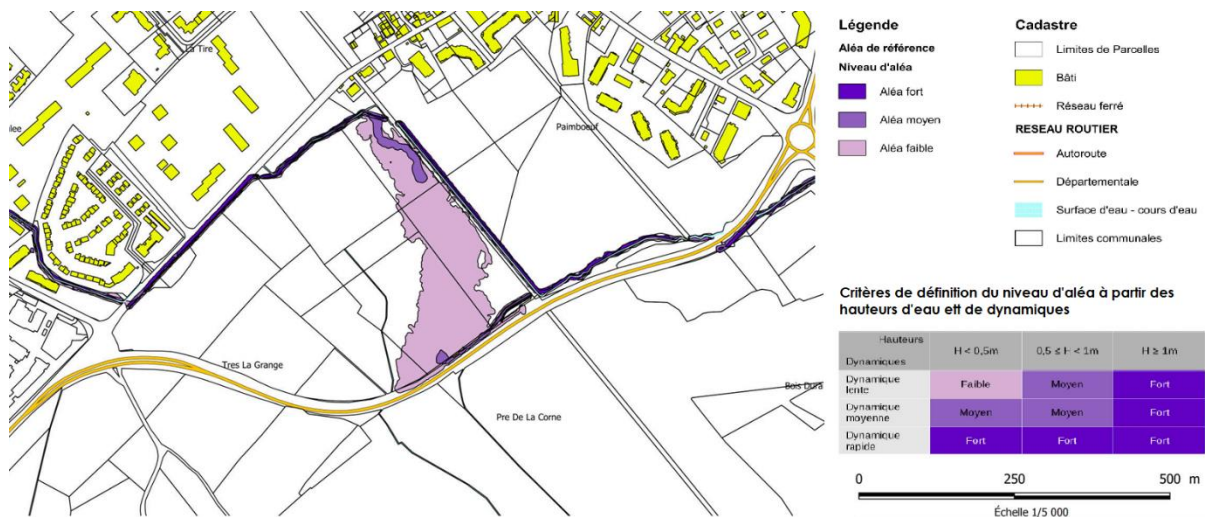 La Tire
Paimboeuf
Tres La Grange
Pre De La Corne
Bois Dura
Légende
Aléa de référence
Niveau d'aléa
Aléa fort
Aléa moyen
Aléa faible
Cadastre
Limites de Parcelles
Bâti
Réseau ferré
RESEAU ROUTIER
Autoroute
Départementale
Surface d'eau - cours d'eau
Limites communales
Critères de définition du niveau d'aléa à partir des
hauteurs d'eau ett de dynamiques
Hauteurs
Dynamiques
H < 0,5m
0,5 ≤ H < 1m
H ≥ 1m
Dynamique
lente
Faible
Moyen
Fort
Dynamique
moyenne
Moyen
Moyen
Fort
Dynamique
rapide
Fort
Fort
Fort
0
250
500 m
Échelle 1/5 000